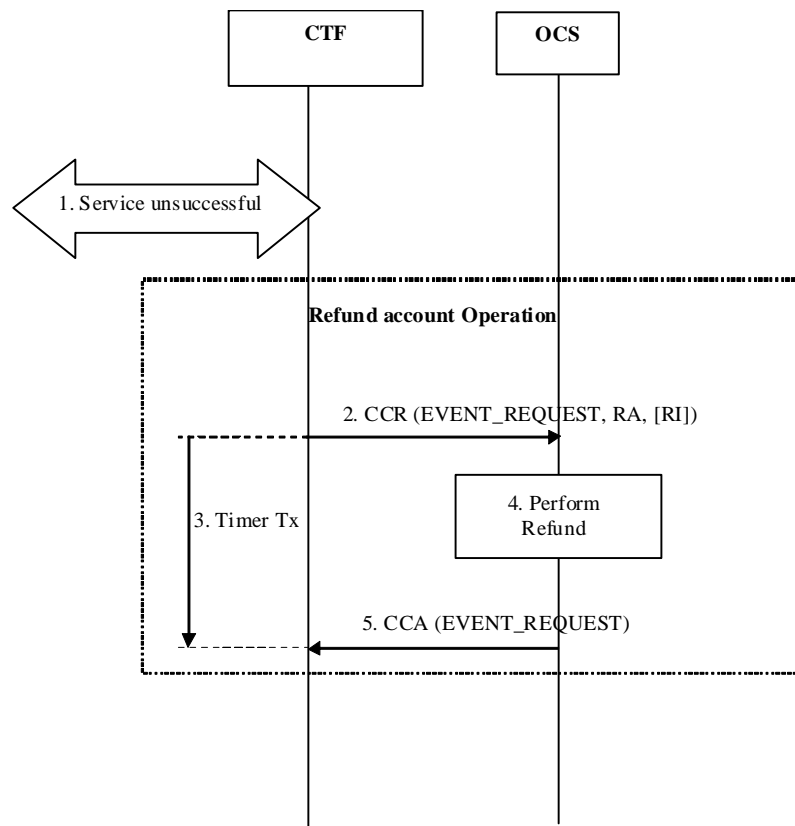 CTF
OCS
1. Service unsuccessful
Refund account Operation
2. CCR (EVENT_REQUEST, RA, [RI])
3. Timer Tx
4. Perform
Refund
5. CCA (EVENT_REQUEST)